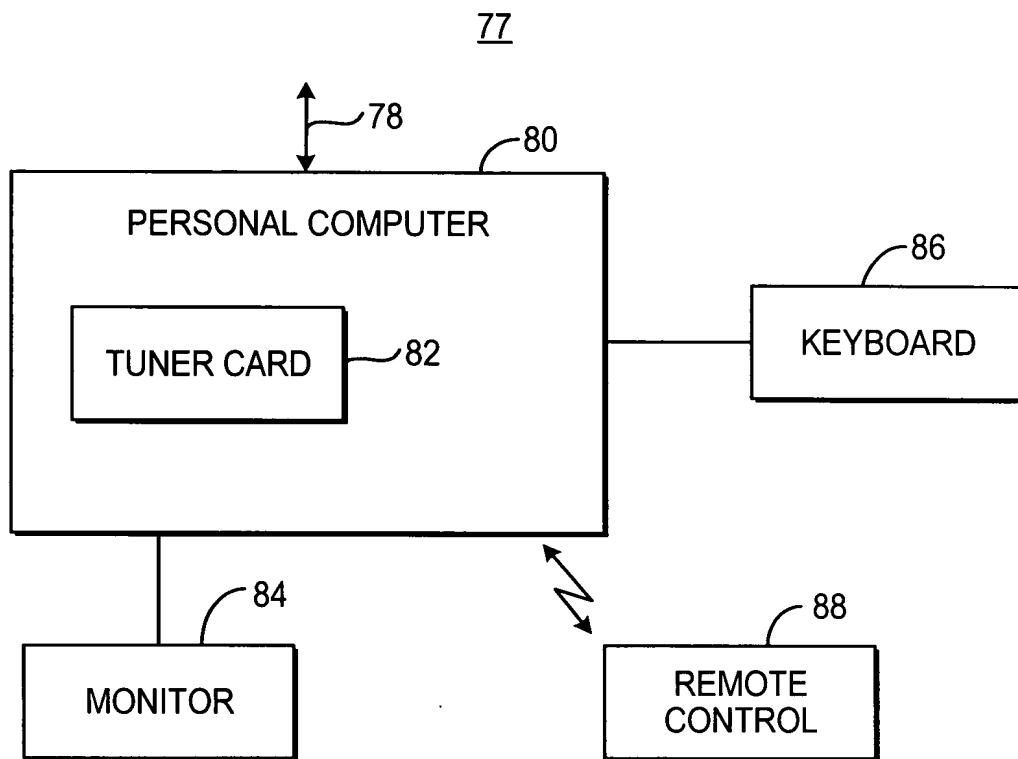 77
78
80
PERSONAL COMPUTER
86
KEYBOARD
TUNER CARD
82
84
MONITOR
88
REMOTE
CONTROL